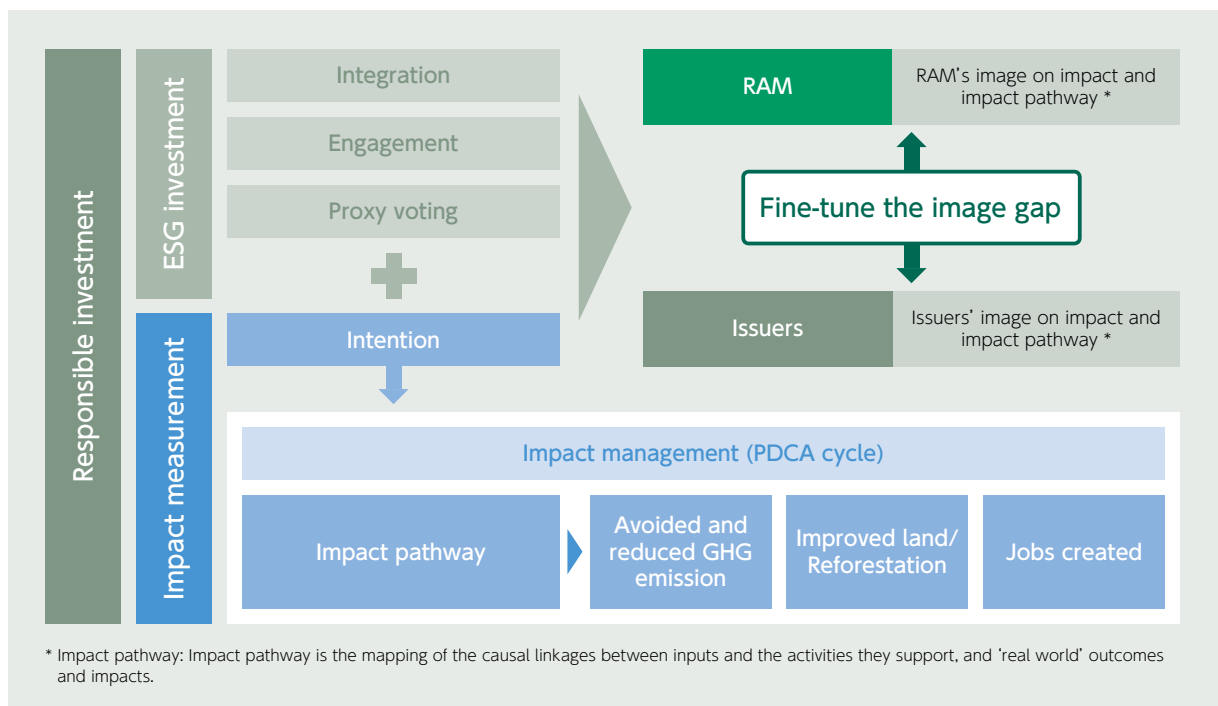 Responsible investment
ESG investment
Integration
Engagement
Proxy voting
RAM
RAM's image on impact and
impact pathway *
Fine-tune the image gap
Issuers
Issuers' image on impact and
impact pathway *
Impact measurement
Intention
Impact management (PDCA cycle)
Impact pathway
Avoided and
reduced GHG
emission
Improved land/
Reforestation
Jobs created
* Impact pathway: Impact pathway is the mapping of the causal linkages between inputs and the activities they support, and ‘real world’ outcomes
and impacts.